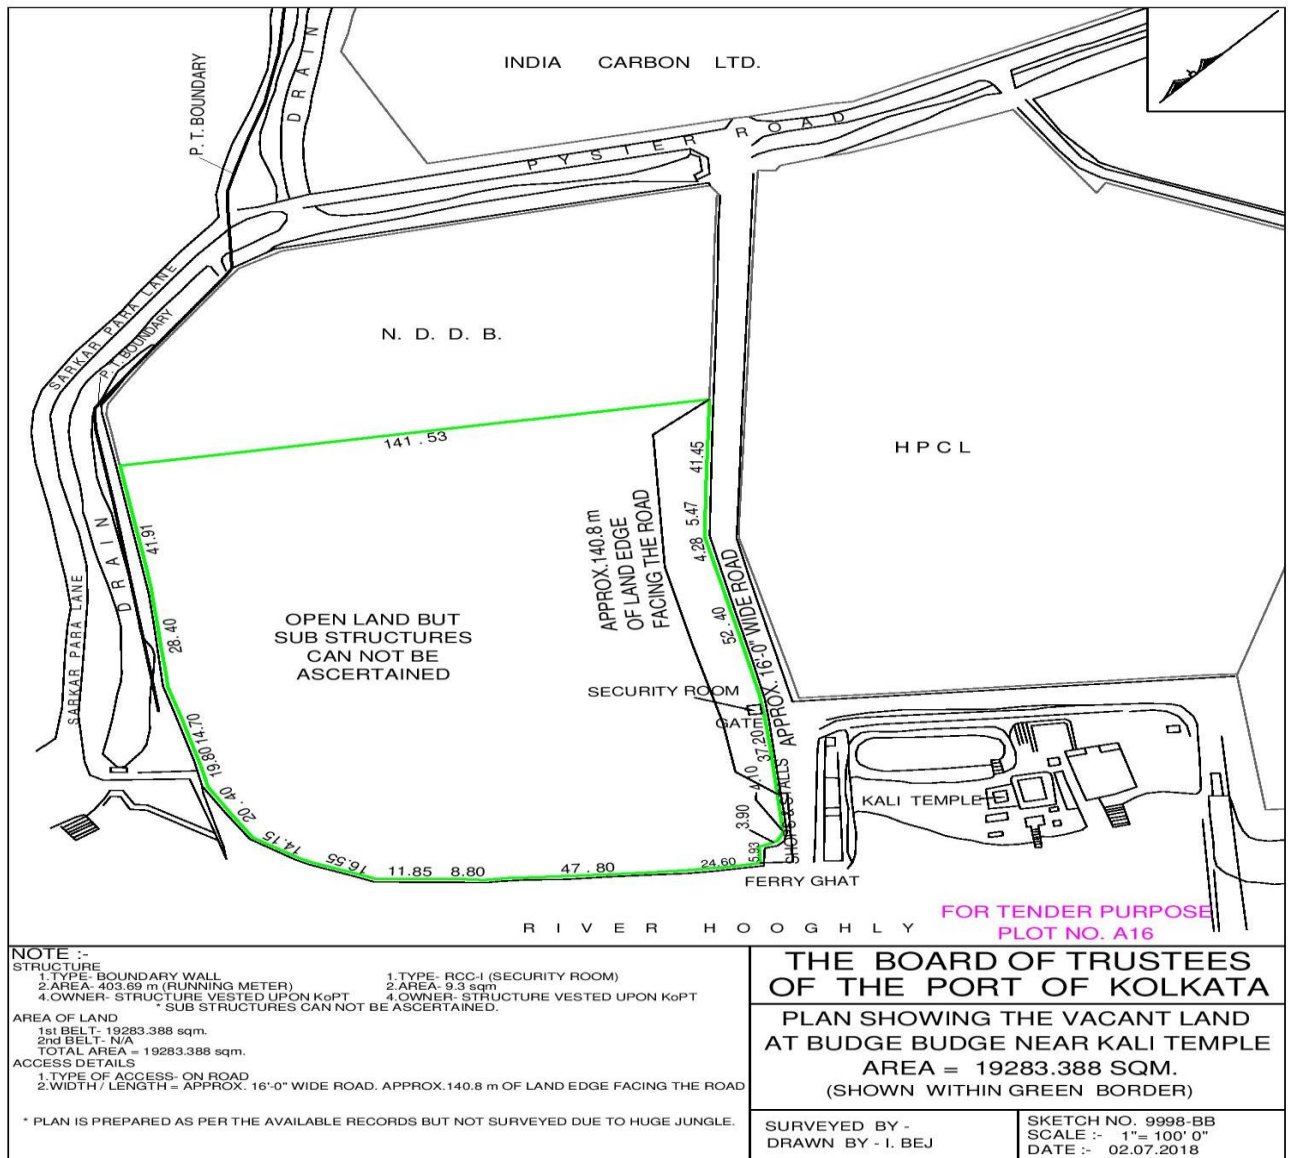 P. T. BOUNDARY
DRAIN
INDIA CARBON LTD.
PYSTER ROAD
SARKAR PARA LANE
P. T. BOUNDARY
N. D. D. B.
HPCL
141.53
41.45
5.47
4.28
APPROX.140.8 m
OF LAND EDGE
FACING THE ROAD
41.91
DRAIN
28.40
SARKAR PARA LANE
OPEN LAND BUT
SUB STRUCTURES
CAN NOT BE
ASCERTAINED
52.40
APPROX. 16'-0" WIDE ROAD
SECURITY ROOM
GATE
37.20
14.70
19.80
20.40
14.15
16.55
11.85
8.80
47.80
24.60
5.93
3.90
4.10
SHOPS & STALLS
KALI TEMPLE
FERRY GHAT
RIVER HOOGHLY
FOR TENDER PURPOSE
PLOT NO. A16
NOTE :-
STRUCTURE
1.TYPE- BOUNDARY WALL
2.AREA- 403.69 m (RUNNING METER)
4.OWNER- STRUCTURE VESTED UPON KoPT
1.TYPE- RCC-I (SECURITY ROOM)
2.AREA- 9.3 sqm
4.OWNER- STRUCTURE VESTED UPON KoPT
* SUB STRUCTURES CAN NOT BE ASCERTAINED.
AREA OF LAND
1st BELT- 19283.388 sqm.
2nd BELT- N/A
TOTAL AREA = 19283.388 sqm.
ACCESS DETAILS
1.TYPE OF ACCESS- ON ROAD
2.WIDTH / LENGTH = APPROX. 16'-0" WIDE ROAD. APPROX.140.8 m OF LAND EDGE FACING THE ROAD
* PLAN IS PREPARED AS PER THE AVAILABLE RECORDS BUT NOT SURVEYED DUE TO HUGE JUNGLE.
THE BOARD OF TRUSTEES
OF THE PORT OF KOLKATA
PLAN SHOWING THE VACANT LAND
AT BUDGE BUDGE NEAR KALI TEMPLE
AREA = 19283.388 SQM.
(SHOWN WITHIN GREEN BORDER)
SURVEYED BY -
DRAWN BY - I. BEJ
SKETCH NO. 9998-BB
SCALE :- 1"= 100' 0"
DATE :- 02.07.2018